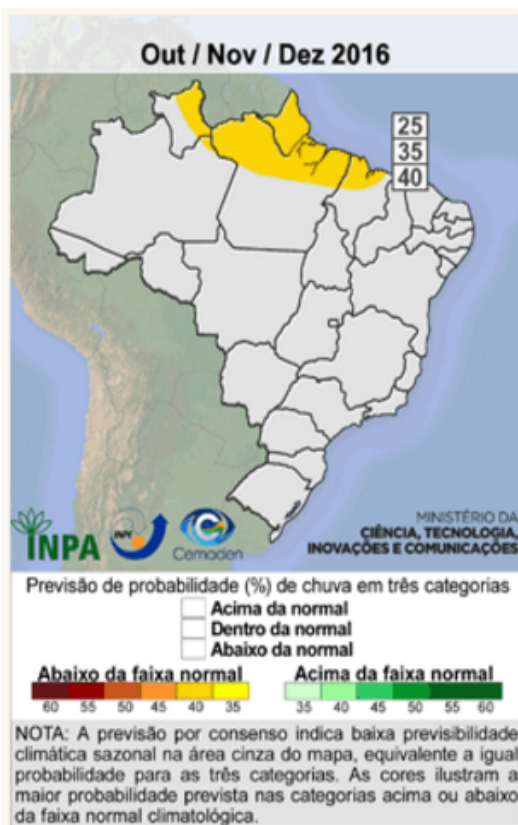 Out / Nov / Dez 2016
25
35
40
INPA
INPE
Cemaden
MINISTÉRIO DA
CIÊNCIA, TECNOLOGIA,
INOVAÇÕES E COMUNICAÇÕES
Previsão de probabilidade (%) de chuva em três categorias
Acima da normal
Dentro da normal
Abaixo da normal
Abaixo da faixa normal
Acima da faixa normal
60 55 50 45 40 35
35 40 45 50 55 60
NOTA: A previsão por consenso indica baixa previsibilidade
climática sazonal na área cinza do mapa, equivalente a igual
probabilidade para as três categorias. As cores ilustram a
maior probabilidade prevista nas categorias acima ou abaixo
da faixa normal climatológica.